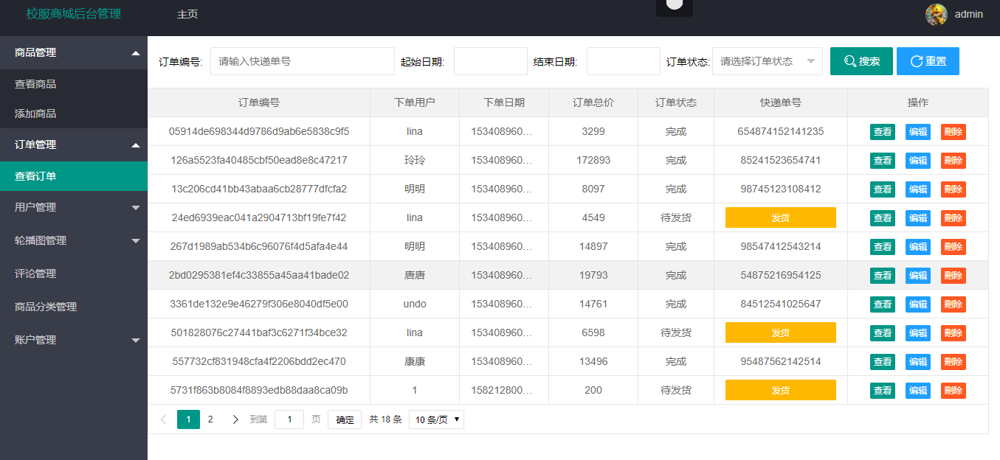 校服商城后台管理 主页 admin
商品管理
查看商品
添加商品
订单管理
查看订单
用户管理
轮播图管理
评论管理
商品分类管理
账户管理
订单编号: 请输入快递单号 起始日期: 结束日期: 订单状态: 请选择订单状态 搜索 重置
订单编号 下单用户 下单日期 订单总价 订单状态 快递单号 操作
05914de698344d9786d9ab6e5838c9f5 lina 153408960... 3299 完成 654874152141235 查看 编辑 删除
126a5523fa40485cbf50ead8e8c47217 玲玲 153408960... 172893 完成 85241523654741 查看 编辑 删除
13c206cd41bb43abaa6cb28777dfcfa2 明明 153408960... 8097 完成 98745123108412 查看 编辑 删除
24ed6939eac041a2904713bf19fe7f42 lina 153408960... 4549 待发货 发货 查看 编辑 删除
267d1989ab534b6c96076f4d5afa4e44 明明 153408960... 14897 完成 98547412543214 查看 编辑 删除
2bd0295381ef4c33855a45aa41bade02 唐唐 153408960... 19793 完成 54875216954125 查看 编辑 删除
3361de132e9e46279f306e8040df5e00 undo 153408960... 14761 完成 84512541025647 查看 编辑 删除
501828076c27441baf3c6271f34bce32 lina 153408960... 6598 待发货 发货 查看 编辑 删除
557732cf831948cfa4f2206bdd2ec470 康康 153408960... 13496 完成 95487562142514 查看 编辑 删除
5731f863b8084f8893edb88daa8ca09b 1 158212800... 200 待发货 发货 查看 编辑 删除
1 2 到第 1 页 确定 共 18 条 10 条/页